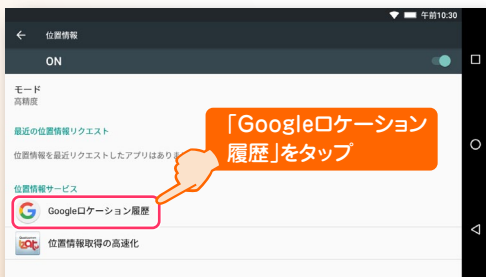 午前10:30
位置情報
ON
モード
高精度
「Googleロケーション
履歴」をタップ
最近の位置情報リクエスト
位置情報を最近リクエストしたアプリはありま
位置情報サービス
Googleロケーション履歴
位置情報取得の高速化